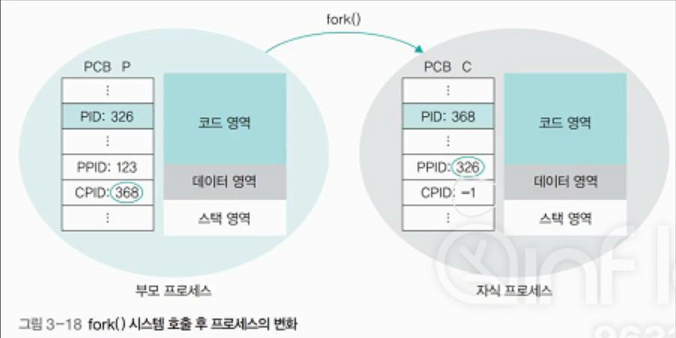 fork()
PCB P
⋮
PID: 326
⋮
PPID: 123
CPID: 368
⋮
코드 영역
데이터 영역
스택 영역
부모 프로세스
PCB C
⋮
PID: 368
⋮
PPID: 326
CPID: -1
⋮
코드 영역
데이터 영역
스택 영역
자식 프로세스
그림 3-18 fork() 시스템 호출 후 프로세스의 변화